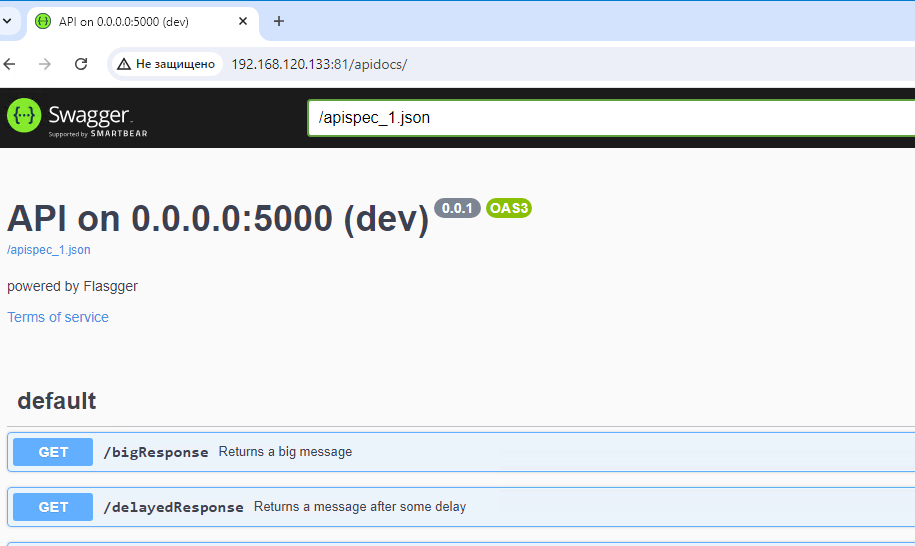 API on 0.0.0.0:5000 (dev)
Не защищено 192.168.120.133:81/apidocs/
Swagger.
Supported by SMARTBEAR
/apispec_1.json
API on 0.0.0.0:5000 (dev) 0.0.1 OAS3
/apispec_1.json
powered by Flasgger
Terms of service
default
GET /bigResponse Returns a big message
GET /delayedResponse Returns a message after some delay